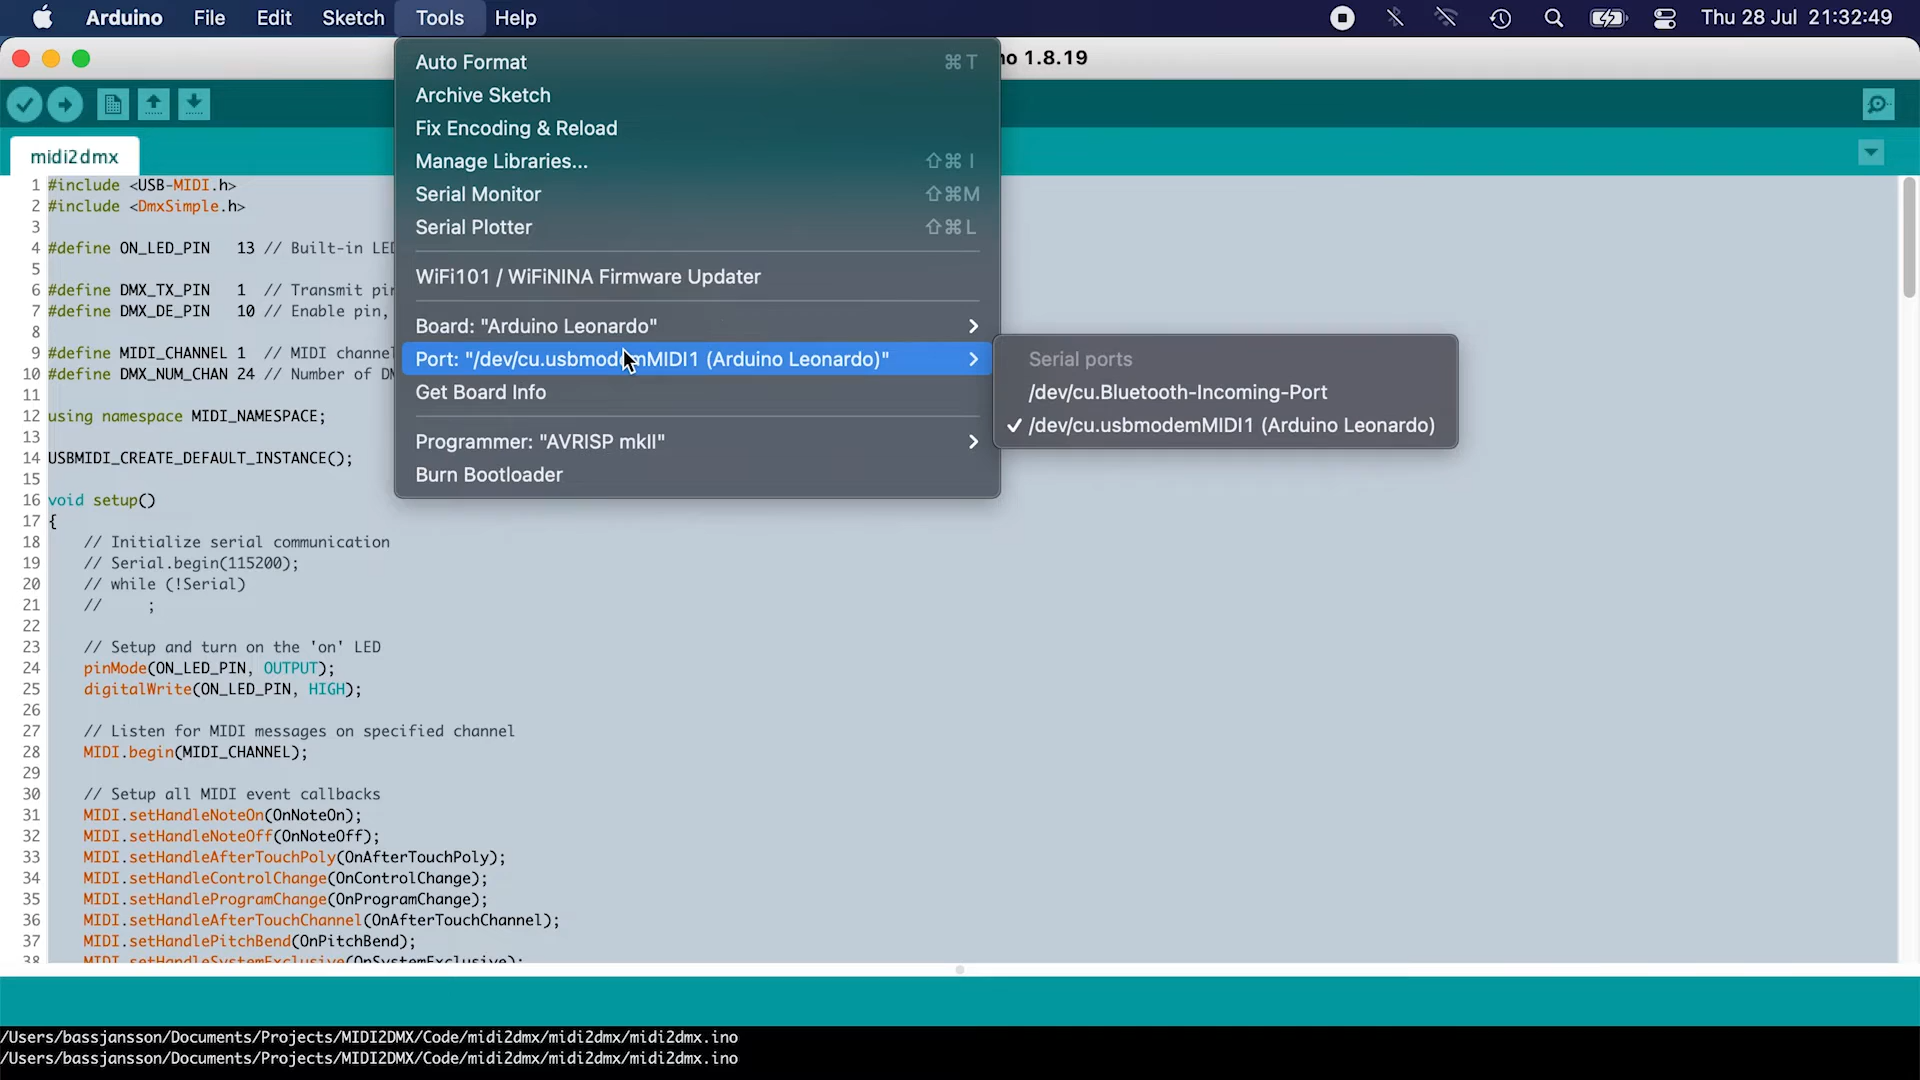 Arduino File Edit Sketch Tools Help Thu 28 Jul 21:32:49
no 1.8.19
Auto Format ⌘ T
Archive Sketch
Fix Encoding & Reload
Manage Libraries... ⇧⌘ I
Serial Monitor ⇧⌘M
Serial Plotter ⇧⌘ L
WiFi101 / WiFiNINA Firmware Updater
Board: "Arduino Leonardo"
Port: "/dev/cu.usbmodemMIDI1 (Arduino Leonardo)"
Get Board Info
Programmer: "AVRISP mkII"
Burn Bootloader
Serial ports
/dev/cu.Bluetooth-Incoming-Port
✓ /dev/cu.usbmodemMIDI1 (Arduino Leonardo)
midi2dmx
1 #include <USB-MIDI.h>
2 #include <DmxSimple.h>
3
4 #define ON_LED_PIN 13 // Built-in LED
5
6 #define DMX_TX_PIN 1 // Transmit pin
7 #define DMX_DE_PIN 10 // Enable pin,
8
9 #define MIDI_CHANNEL 1 // MIDI channel
10 #define DMX_NUM_CHAN 24 // Number of DM
11
12 using namespace MIDI_NAMESPACE;
13
14 USBMIDI_CREATE_DEFAULT_INSTANCE();
15
16 void setup()
17 {
18 // Initialize serial communication
19 // Serial.begin(115200);
20 // while (!Serial)
21 // ;
22
23 // Setup and turn on the 'on' LED
24 pinMode(ON_LED_PIN, OUTPUT);
25 digitalWrite(ON_LED_PIN, HIGH);
26
27 // Listen for MIDI messages on specified channel
28 MIDI.begin(MIDI_CHANNEL);
29
30 // Setup all MIDI event callbacks
31 MIDI.setHandleNoteOn(OnNoteOn);
32 MIDI.setHandleNoteOff(OnNoteOff);
33 MIDI.setHandleAfterTouchPoly(OnAfterTouchPoly);
34 MIDI.setHandleControlChange(OnControlChange);
35 MIDI.setHandleProgramChange(OnProgramChange);
36 MIDI.setHandleAfterTouchChannel(OnAfterTouchChannel);
37 MIDI.setHandlePitchBend(OnPitchBend);
38 MIDI.setHandleSystemExclusive(OnSystemExclusive);
/Users/bassjansson/Documents/Projects/MIDI2DMX/Code/midi2dmx/midi2dmx/midi2dmx.ino
/Users/bassjansson/Documents/Projects/MIDI2DMX/Code/midi2dmx/midi2dmx/midi2dmx.ino